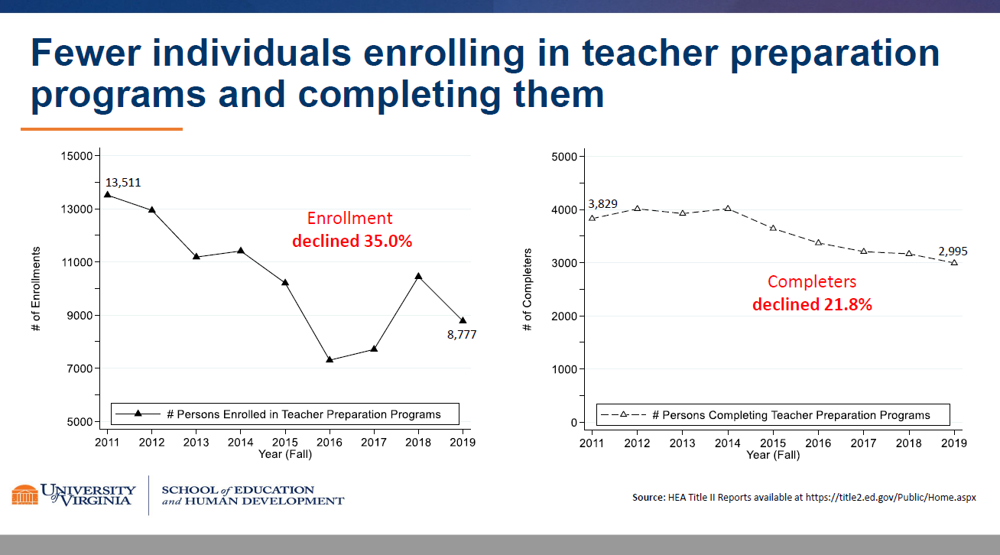 Fewer individuals enrolling in teacher preparation
programs and completing them
15000
13000
11000
9000
7000
5000
# of Enrollments
13,511
Enrollment
declined 35.0%
8,777
# Persons Enrolled in Teacher Preparation Programs
2011 2012 2013 2014 2015 2016 2017 2018 2019
Year (Fall)
5000
4000
3000
2000
1000
0
# of Completers
3,829
2,995
Completers
declined 21.8%
# Persons Completing Teacher Preparation Programs
2011 2012 2013 2014 2015 2016 2017 2018 2019
Year (Fall)
UNIVERSITY
of VIRGINIA
SCHOOL of EDUCATION
and HUMAN DEVELOPMENT
Source: HEA Title II Reports available at https://title2.ed.gov/Public/Home.aspx